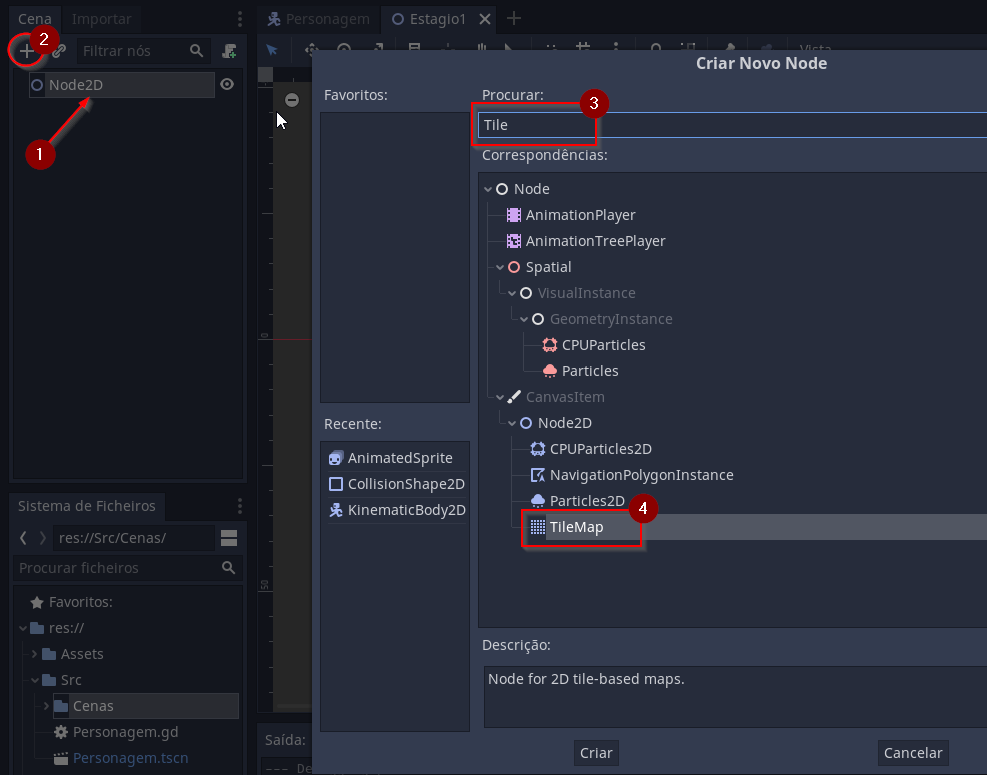 Cena
Importar
Personagem
Estagio1
2
Filtrar nós
Vista
Node2D
1
Criar Novo Node
Favoritos:
Procurar:
3
Tile
Correspondências:
Node
AnimationPlayer
AnimationTreePlayer
Spatial
VisualInstance
GeometryInstance
CPUParticles
Particles
CanvasItem
Node2D
CPUParticles2D
NavigationPolygonInstance
Particles2D
4
TileMap
Recente:
AnimatedSprite
CollisionShape2D
KinematicBody2D
Descrição:
Node for 2D tile-based maps.
Criar
Cancelar
0
50
Sistema de Ficheiros
res://Src/Cenas/
Procurar ficheiros
Favoritos:
res://
Assets
Src
Cenas
Personagem.gd
Personagem.tscn
Saída: